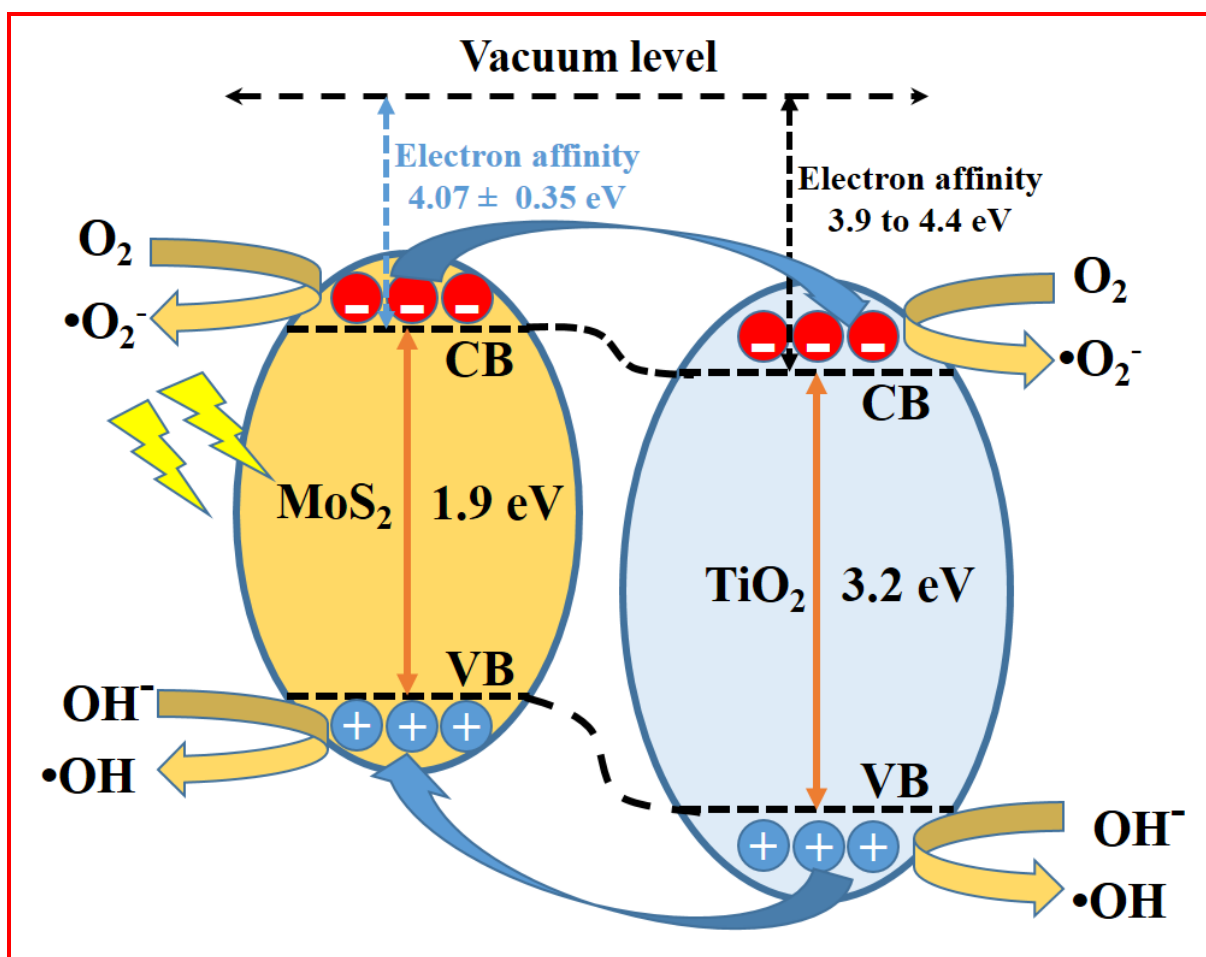 Vacuum level
Electron affinity
4.07 ± 0.35 eV
Electron affinity
3.9 to 4.4 eV
O₂
•O₂⁻
O₂
•O₂⁻
CB
CB
MoS₂ 1.9 eV
TiO₂ 3.2 eV
VB
VB
OH⁻
•OH
OH⁻
•OH
− − −
− − −
+ + +
+ + +